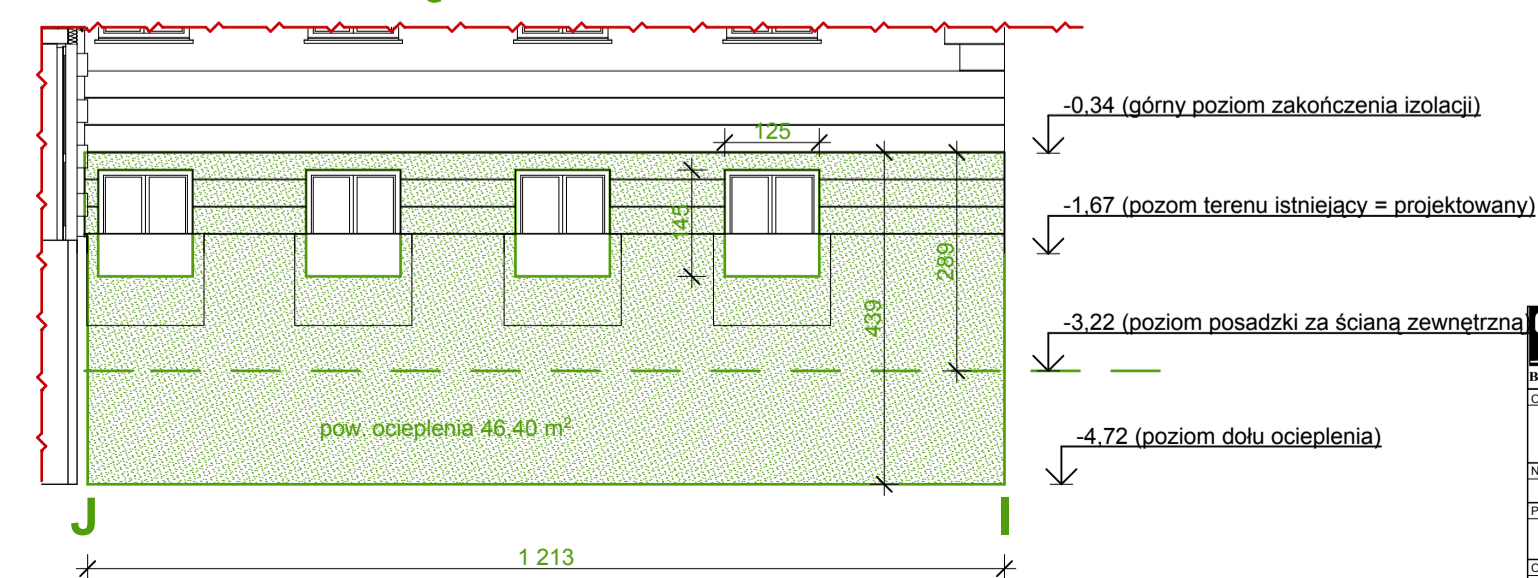 -0,34 (górny poziom zakończenia izolacji)
125
-1,67 (pozom terenu istniejący = projektowany)
145
289
439
-3,22 (poziom posadzki za ścianą zewnętrzną)
pow. ocieplenia 46,40 m²
-4,72 (poziom dołu ocieplenia)
J
I
1 213
B
N
P